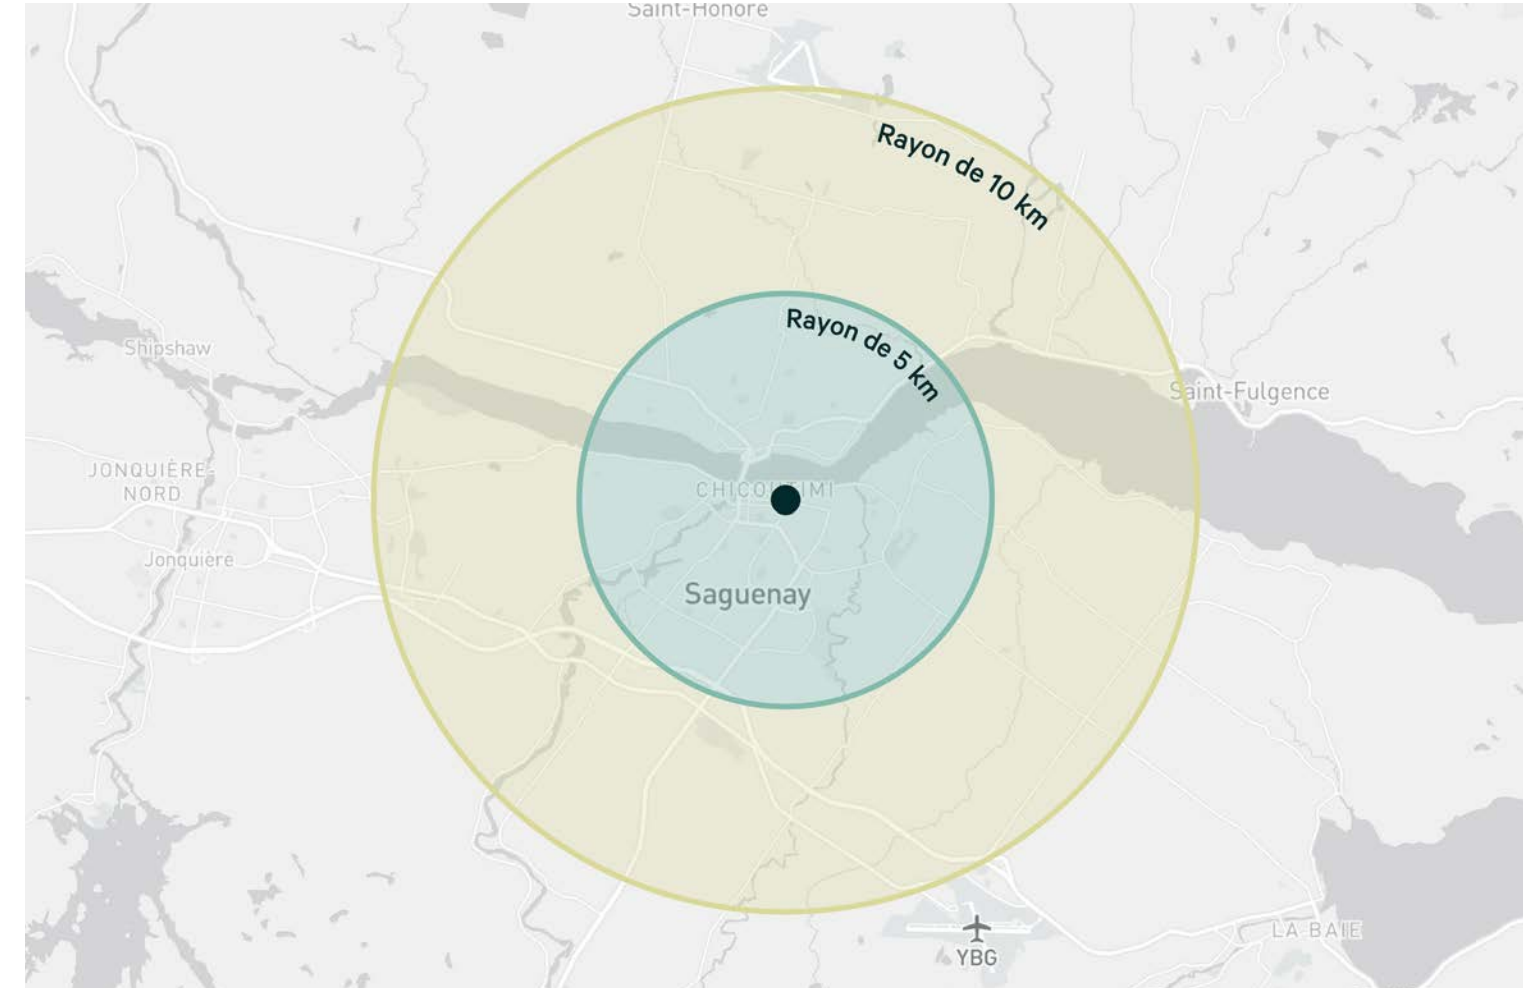 Saint-Honoré
Rayon de 10 km
Rayon de 5 km
Shipshaw
Saint-Fulgence
JONQUIÈRE-
NORD
CHICOUTIMI
Jonquière
Saguenay
LA BAIE
YBG